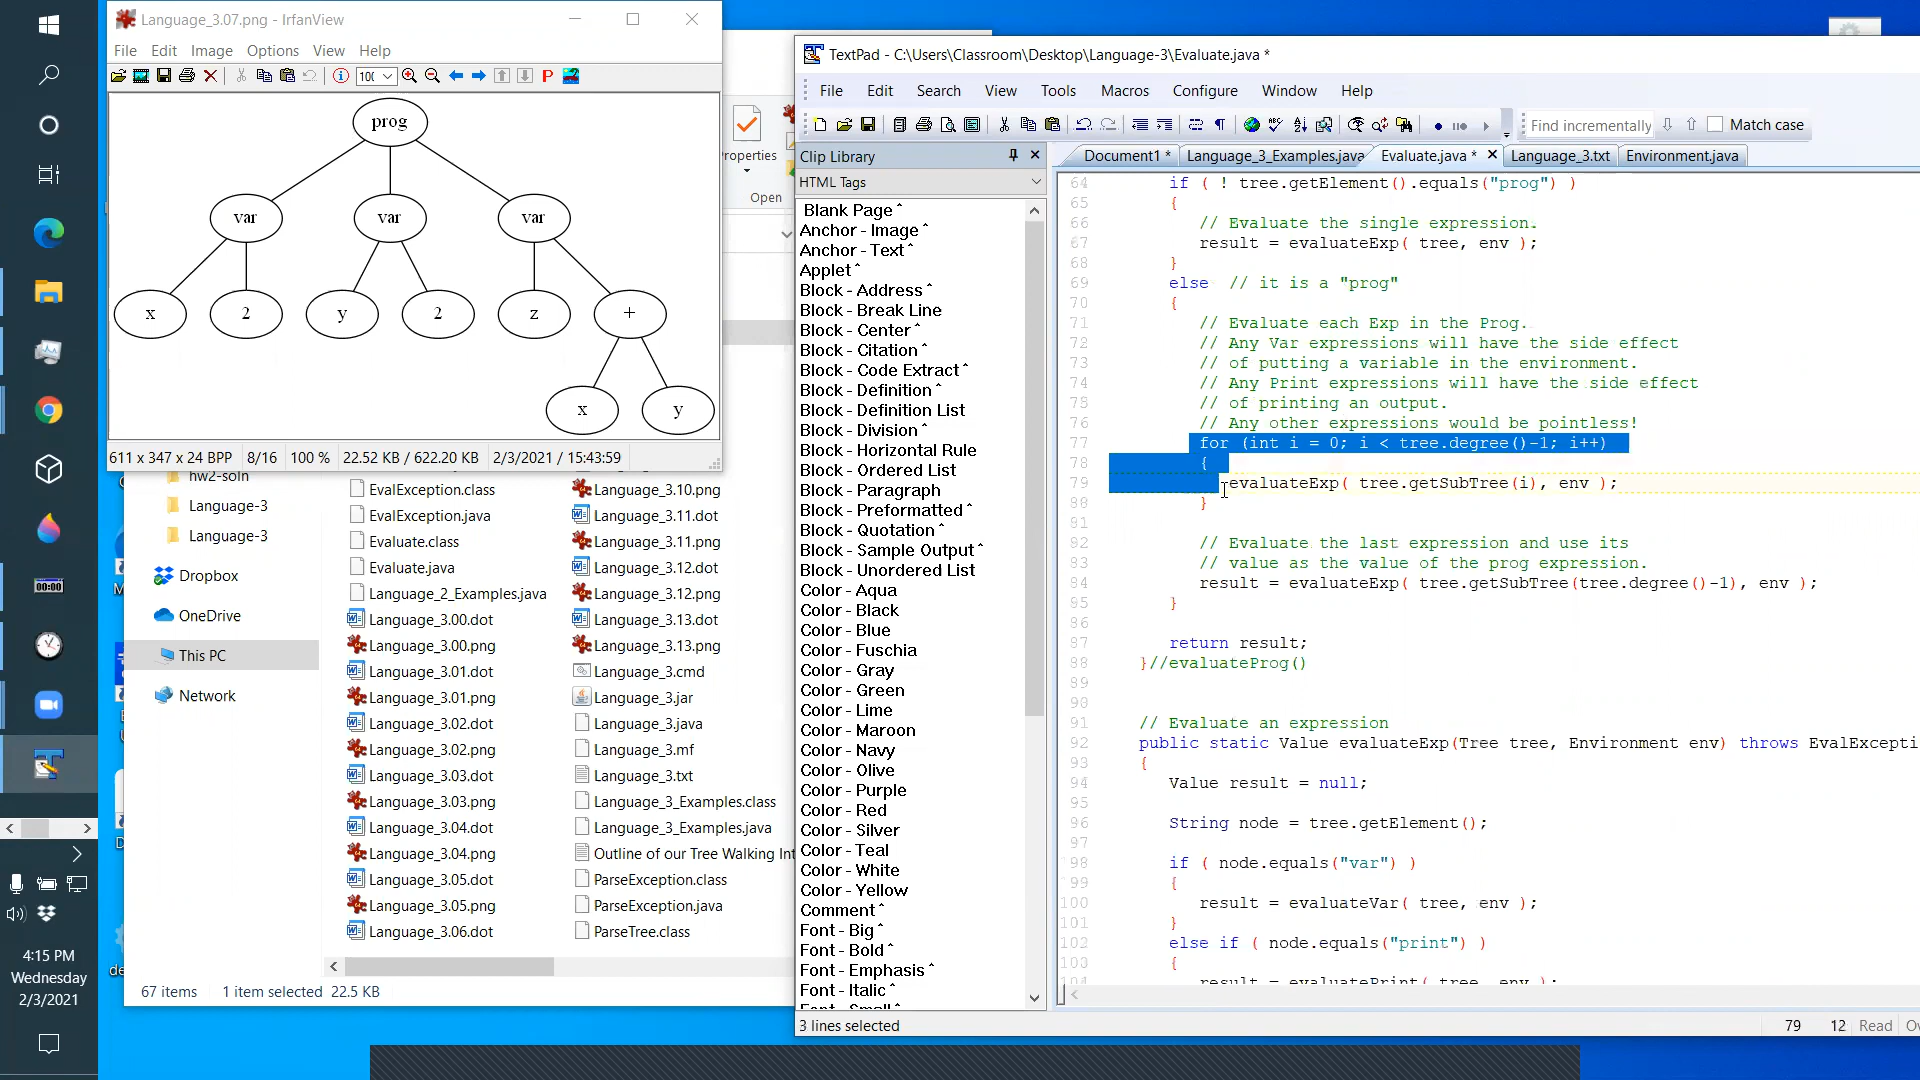 Language_3.07.png - IrfanView
File Edit Image Options View Help
prog
var var var
x 2 y 2 z +
x y
611 x 347 x 24 BPP 8/16 100 % 22.52 KB / 622.20 KB 2/3/2021 / 15:43:59
Open
hw2-soln
Language-3
Language-3
Dropbox
OneDrive
This PC
Network
EvalException.class
EvalException.java
Evaluate.class
Evaluate.java
Language_2_Examples.java
Language_3.00.dot
Language_3.00.png
Language_3.01.dot
Language_3.01.png
Language_3.02.dot
Language_3.02.png
Language_3.03.dot
Language_3.03.png
Language_3.04.dot
Language_3.04.png
Language_3.05.dot
Language_3.05.png
Language_3.06.dot
Language_3.10.png
Language_3.11.dot
Language_3.11.png
Language_3.12.dot
Language_3.12.png
Language_3.13.dot
Language_3.13.png
Language_3.cmd
Language_3.jar
Language_3.java
Language_3.mf
Language_3.txt
Language_3_Examples.class
Language_3_Examples.java
Outline of our Tree Walking Int
ParseException.class
ParseException.java
ParseTree.class
67 items 1 item selected 22.5 KB
TextPad - C:\Users\Classroom\Desktop\Language-3\Evaluate.java *
File Edit Search View Tools Macros Configure Window Help
Find incrementally Match case
Clip Library
HTML Tags
Blank Page ^
Anchor - Image ^
Anchor - Text ^
Applet ^
Block - Address ^
Block - Break Line
Block - Center ^
Block - Citation ^
Block - Code Extract ^
Block - Definition ^
Block - Definition List
Block - Division ^
Block - Horizontal Rule
Block - Ordered List
Block - Paragraph
Block - Preformatted ^
Block - Quotation ^
Block - Sample Output ^
Block - Unordered List
Color - Aqua
Color - Black
Color - Blue
Color - Fuschia
Color - Gray
Color - Green
Color - Lime
Color - Maroon
Color - Navy
Color - Olive
Color - Purple
Color - Red
Color - Silver
Color - Teal
Color - White
Color - Yellow
Comment ^
Font - Big ^
Font - Bold ^
Font - Emphasis ^
Font - Italic ^
Document1 * Language_3_Examples.java Evaluate.java * Language_3.txt Environment.java
64 if ( ! tree.getElement().equals("prog") )
65 {
66 // Evaluate the single expression.
67 result = evaluateExp( tree, env );
68 }
69 else // it is a "prog"
70 {
71 // Evaluate each Exp in the Prog.
72 // Any Var expressions will have the side effect
73 // of putting a variable in the environment.
74 // Any Print expressions will have the side effect
75 // of printing an output.
76 // Any other expressions would be pointless!
77 for (int i = 0; i < tree.degree()-1; i++)
78 {
79 evaluateExp( tree.getSubTree(i), env );
80 }
81
82 // Evaluate the last expression and use its
83 // value as the value of the prog expression.
84 result = evaluateExp( tree.getSubTree(tree.degree()-1), env );
85 }
86
87 return result;
88 }//evaluateProg()
89
90
91 // Evaluate an expression
92 public static Value evaluateExp(Tree tree, Environment env) throws EvalExcepti
93 {
94 Value result = null;
95
96 String node = tree.getElement();
97
98 if ( node.equals("var") )
99 {
100 result = evaluateVar( tree, env );
101 }
102 else if ( node.equals("print") )
103 {
104 result = evaluatePrint( tree, env );
3 lines selected 79 12 Read
00:00
4:15 PM
Wednesday
2/3/2021